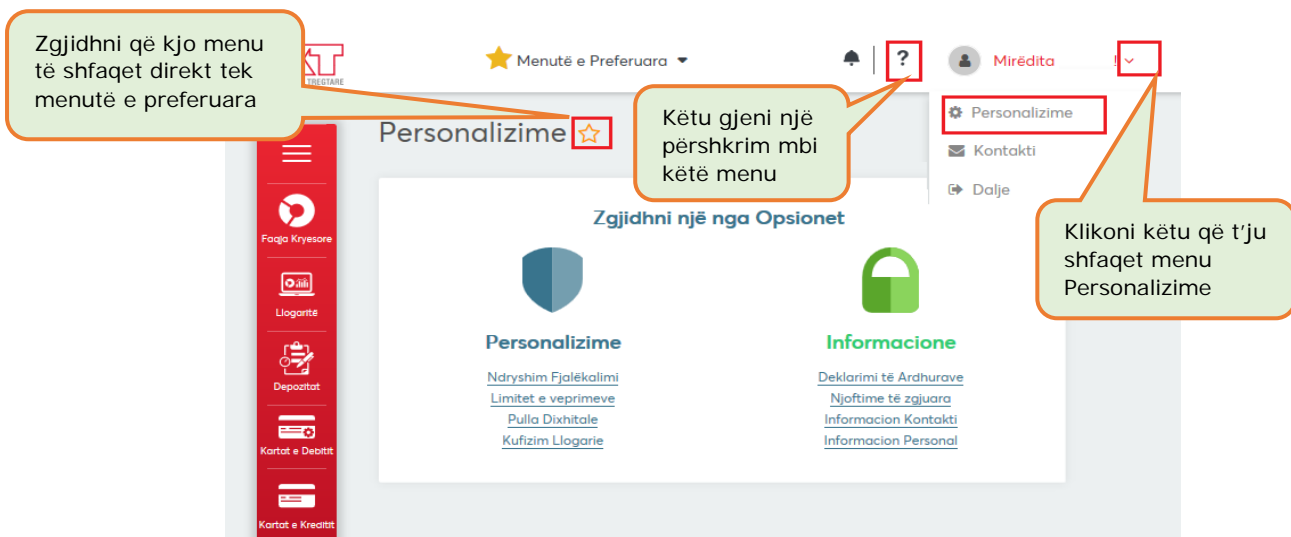 Zgjidhni që kjo menu
të shfaqet direkt tek
menutë e preferuara
TREGTARE
Menutë e Preferuara
?
Mirëdita !
Personalizime
Kontakti
Dalje
Këtu gjeni një
përshkrim mbi
këtë menu
Klikoni këtu që t'ju
shfaqet menu
Personalizime
Personalizime
Faqja Kryesore
Llogaritë
Depozitat
Kartat e Debitit
Kartat e Kreditit
Zgjidhni një nga Opsionet
Personalizime
Ndryshim Fjalëkalimi
Limitet e veprimeve
Pulla Dixhitale
Kufizim Llogarie
Informacione
Deklarimi të Ardhurave
Njoftime të zgjuara
Informacion Kontakti
Informacion Personal